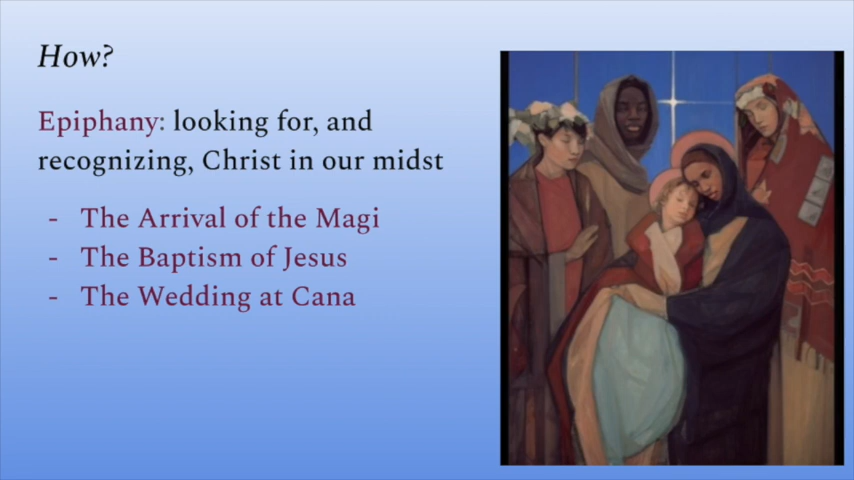 How?
Epiphany: looking for, and
recognizing, Christ in our midst
- The Arrival of the Magi
- The Baptism of Jesus
- The Wedding at Cana